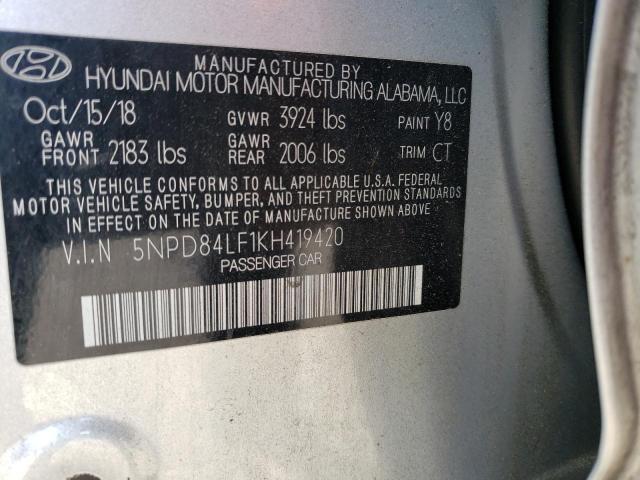 MANUFACTURED BY
HYUNDAI MOTOR MANUFACTURING ALABAMA, LLC
Oct/15/18 GVWR 3924 lbs PAINT Y8
GAWR FRONT 2183 lbs GAWR REAR 2006 lbs TRIM CT
THIS VEHICLE CONFORMS TO ALL APPLICABLE U.S.A. FEDERAL
MOTOR VEHICLE SAFETY, BUMPER, AND THEFT PREVENTION STANDARDS
IN EFFECT ON THE DATE OF MANUFACTURE SHOWN ABOVE.
V.I.N 5NPD84LF1KH419420
PASSENGER CAR